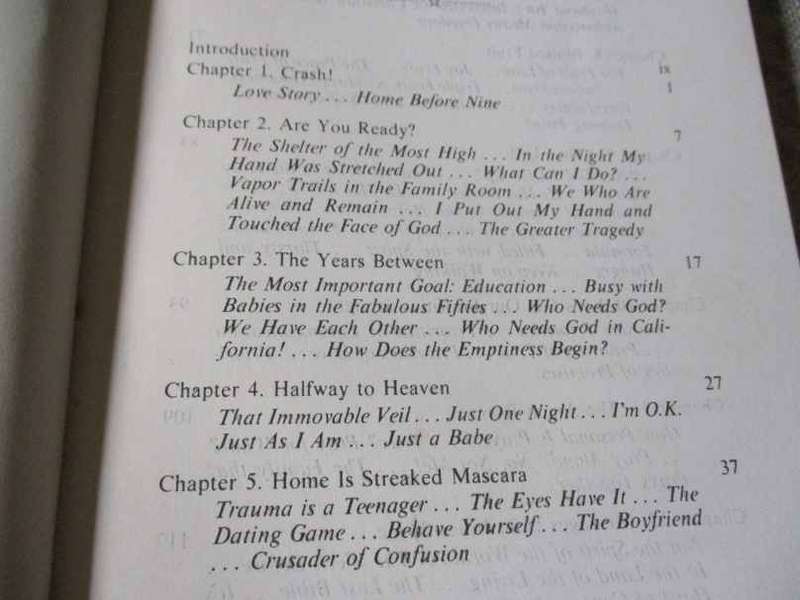 Introduction
ix
Chapter 1. Crash!
1
Love Story . . . Home Before Nine
Chapter 2. Are You Ready?
7
The Shelter of the Most High . . . In the Night My
Hand Was Stretched Out . . . What Can I Do? . . .
Vapor Trails in the Family Room . . . We Who Are
Alive and Remain . . . I Put Out My Hand and
Touched the Face of God . . . The Greater Tragedy
Chapter 3. The Years Between
17
The Most Important Goal: Education . . . Busy with
Babies in the Fabulous Fifties . . . Who Needs God?
We Have Each Other . . . Who Needs God in Cali-
fornia! . . . How Does the Emptiness Begin?
Chapter 4. Halfway to Heaven
27
That Immovable Veil . . . Just One Night . . . I'm O.K.
Just As I Am . . . Just a Babe
Chapter 5. Home Is Streaked Mascara
37
Trauma is a Teenager . . . The Eyes Have It . . . The
Dating Game . . . Behave Yourself . . . The Boyfriend
. . . Crusader of Confusion